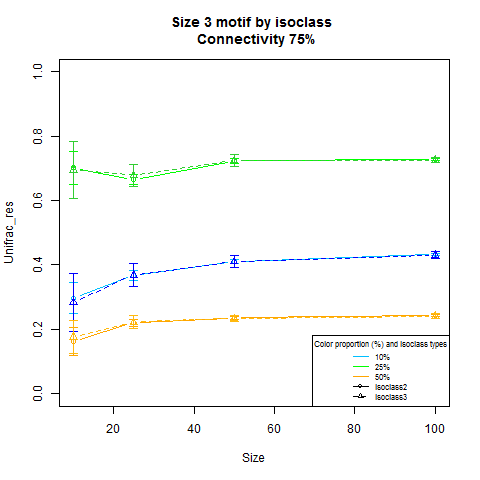 Size 3 motif by isoclass
Connectivity 75%
Unifrac_res
1.0
0.8
0.6
0.4
0.2
0.0
Color proportion (%) and isoclass types
10%
25%
50%
Isoclass2
Isoclass3
20 40 60 80 100
Size